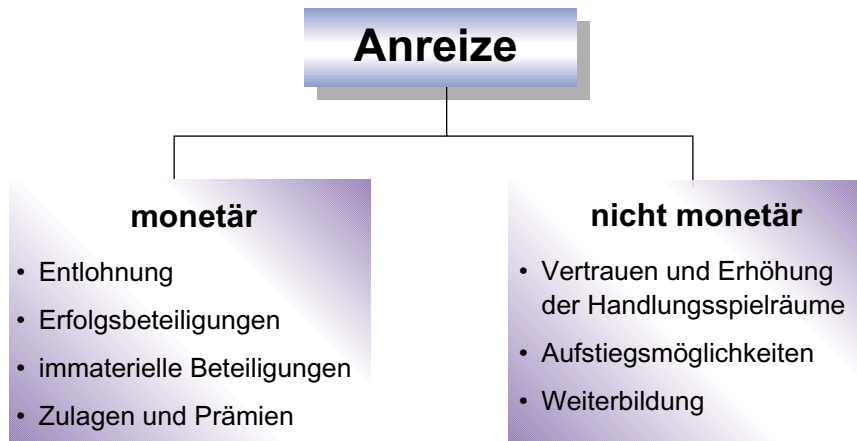 Anreize
monetär
• Entlohnung
• Erfolgsbeteiligungen
• immaterielle Beteiligungen
• Zulagen und Prämien
nicht monetär
• Vertrauen und Erhöhung
der Handlungsspielräume
• Aufstiegsmöglichkeiten
• Weiterbildung